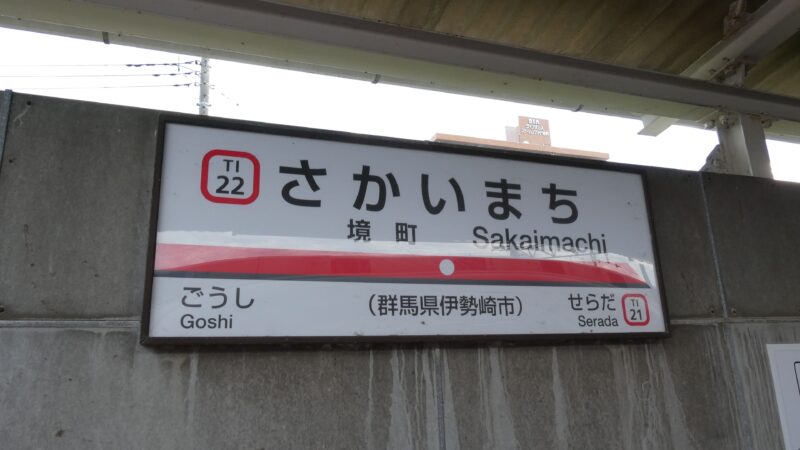 TI
22
さかいまち
境町 Sakaimachi
ごうし
Goshi
（群馬県伊勢崎市）
せらだ
Serada
TI
21